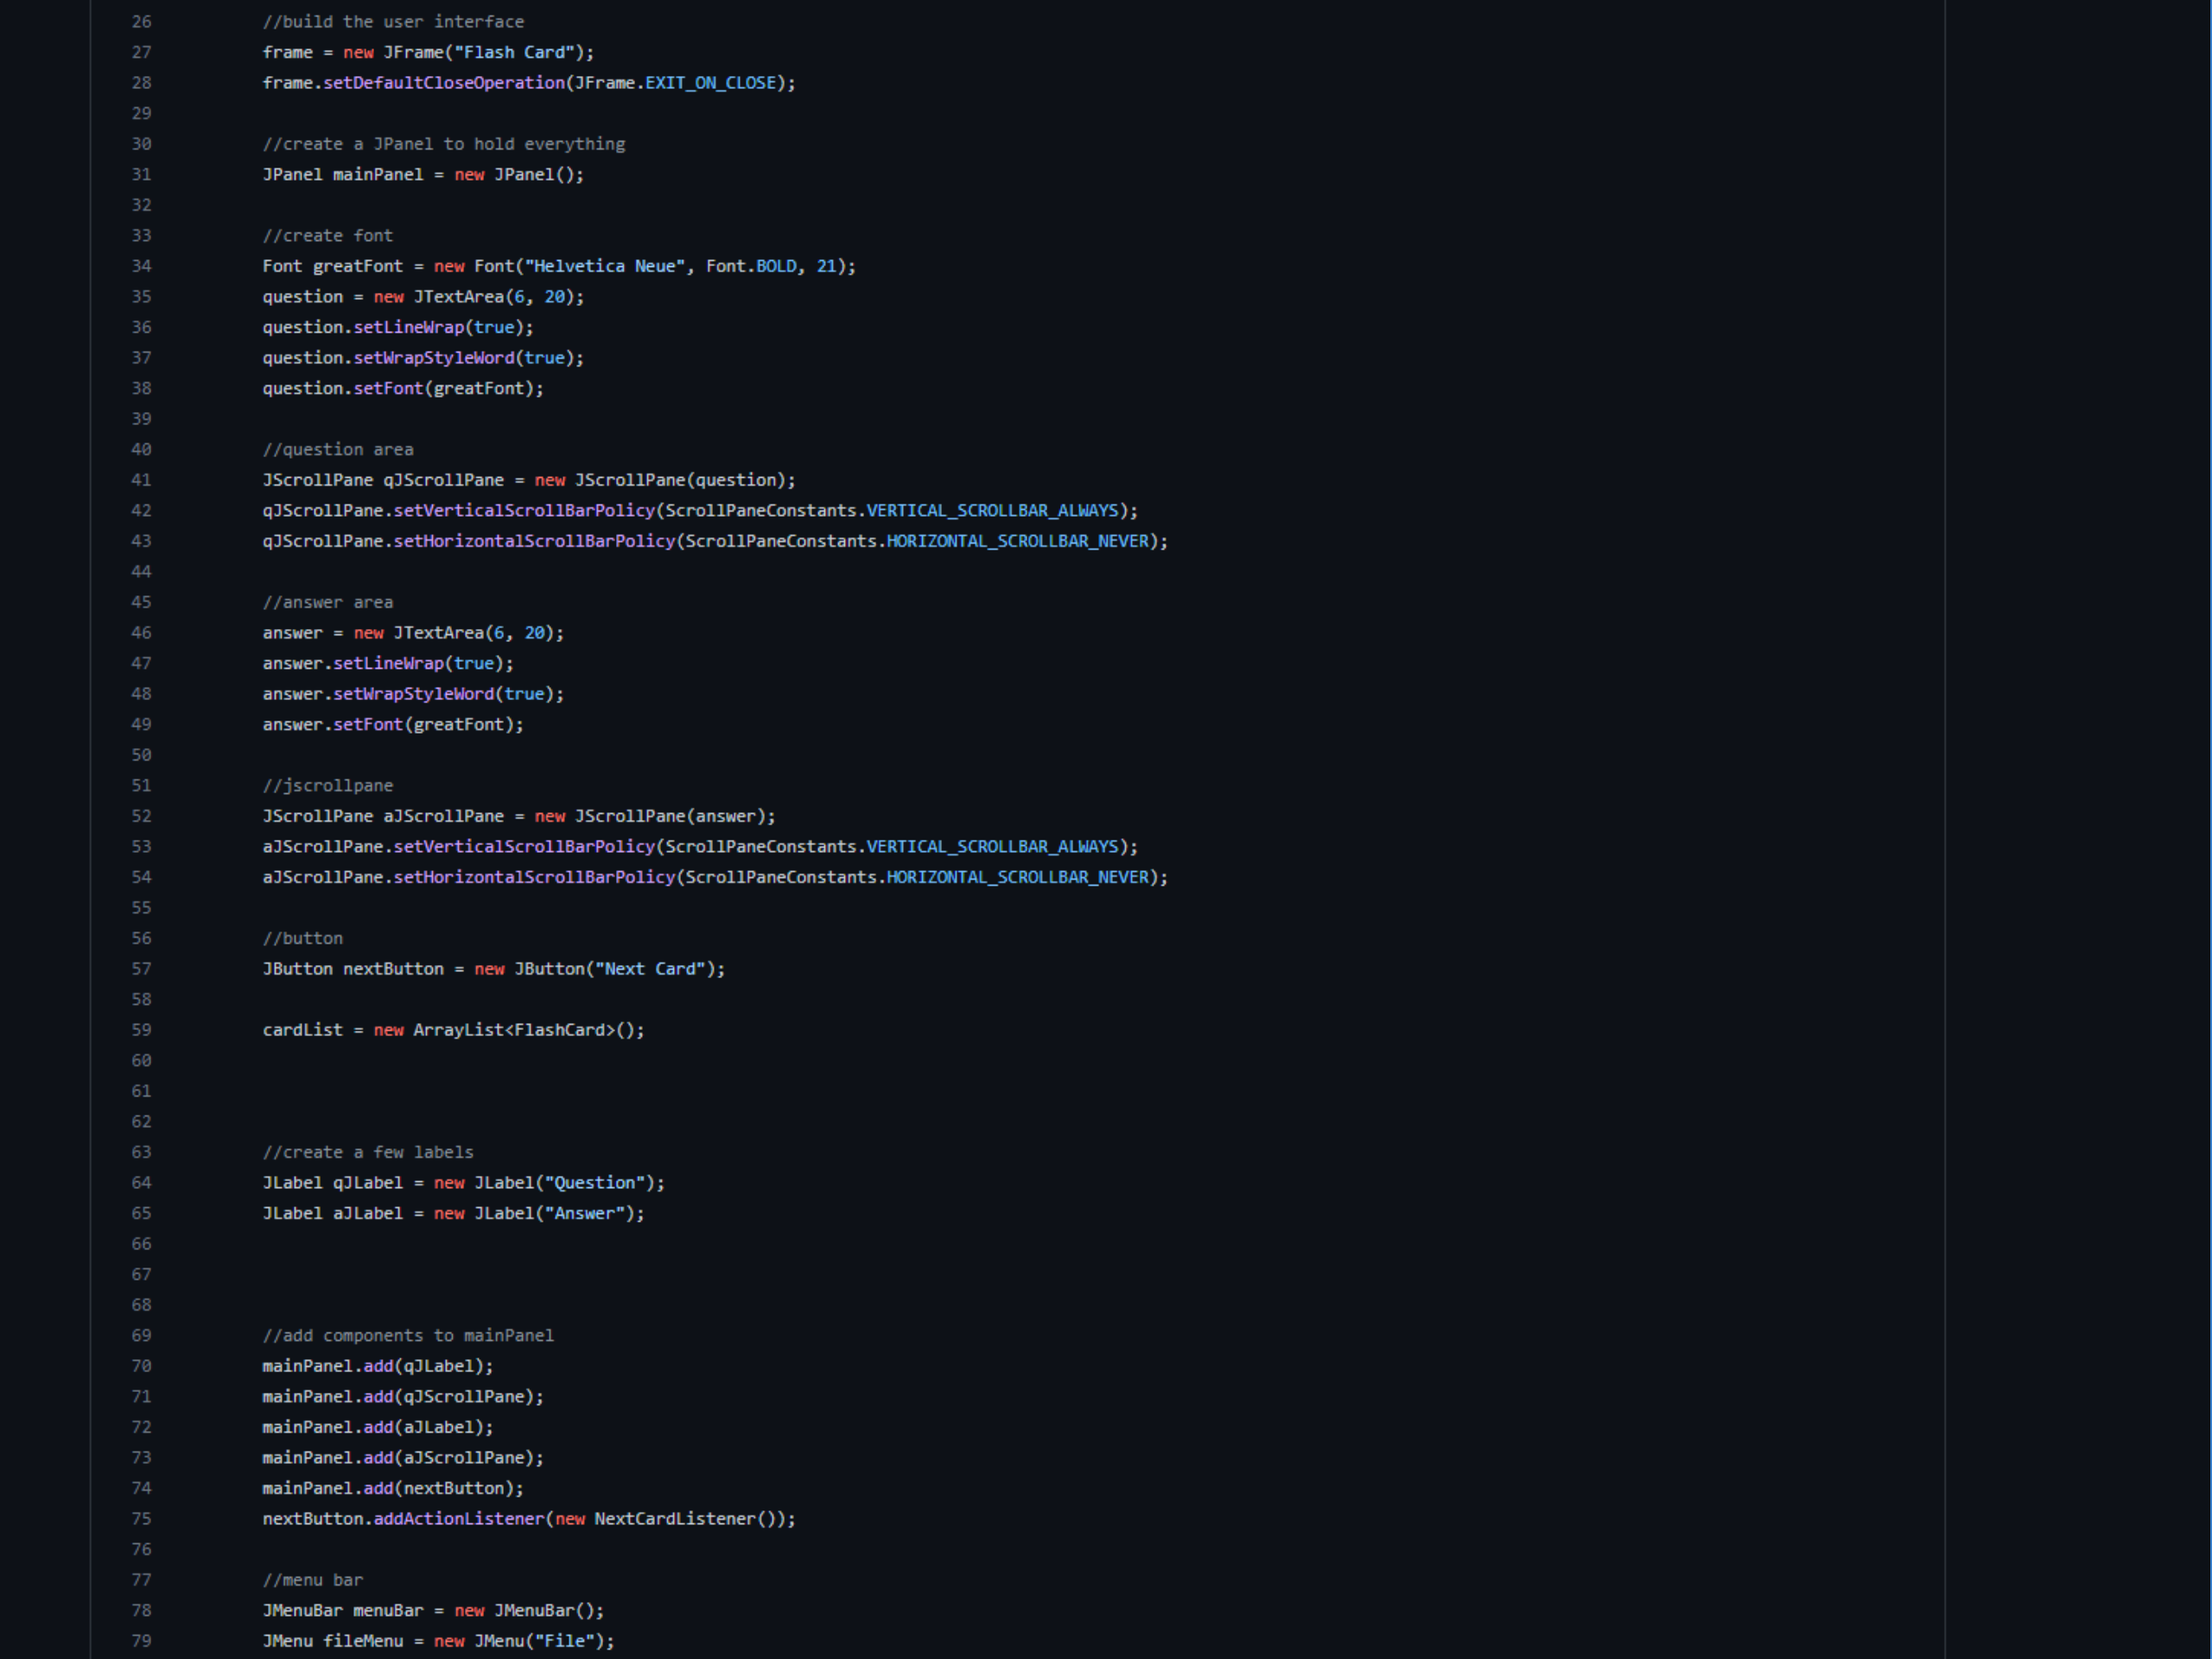 26 //build the user interface
27 frame = new JFrame("Flash Card");
28 frame.setDefaultCloseOperation(JFrame.EXIT_ON_CLOSE);
29
30 //create a JPanel to hold everything
31 JPanel mainPanel = new JPanel();
32
33 //create font
34 Font greatFont = new Font("Helvetica Neue", Font.BOLD, 21);
35 question = new JTextArea(6, 20);
36 question.setLineWrap(true);
37 question.setWrapStyleWord(true);
38 question.setFont(greatFont);
39
40 //question area
41 JScrollPane qJScrollPane = new JScrollPane(question);
42 qJScrollPane.setVerticalScrollBarPolicy(ScrollPaneConstants.VERTICAL_SCROLLBAR_ALWAYS);
43 qJScrollPane.setHorizontalScrollBarPolicy(ScrollPaneConstants.HORIZONTAL_SCROLLBAR_NEVER);
44
45 //answer area
46 answer = new JTextArea(6, 20);
47 answer.setLineWrap(true);
48 answer.setWrapStyleWord(true);
49 answer.setFont(greatFont);
50
51 //jscrollpane
52 JScrollPane aJScrollPane = new JScrollPane(answer);
53 aJScrollPane.setVerticalScrollBarPolicy(ScrollPaneConstants.VERTICAL_SCROLLBAR_ALWAYS);
54 aJScrollPane.setHorizontalScrollBarPolicy(ScrollPaneConstants.HORIZONTAL_SCROLLBAR_NEVER);
55
56 //button
57 JButton nextButton = new JButton("Next Card");
58
59 cardList = new ArrayList<FlashCard>();
60
61
62
63 //create a few labels
64 JLabel qJLabel = new JLabel("Question");
65 JLabel aJLabel = new JLabel("Answer");
66
67
68
69 //add components to mainPanel
70 mainPanel.add(qJLabel);
71 mainPanel.add(qJScrollPane);
72 mainPanel.add(aJLabel);
73 mainPanel.add(aJScrollPane);
74 mainPanel.add(nextButton);
75 nextButton.addActionListener(new NextCardListener());
76
77 //menu bar
78 JMenuBar menuBar = new JMenuBar();
79 JMenu fileMenu = new JMenu("File");